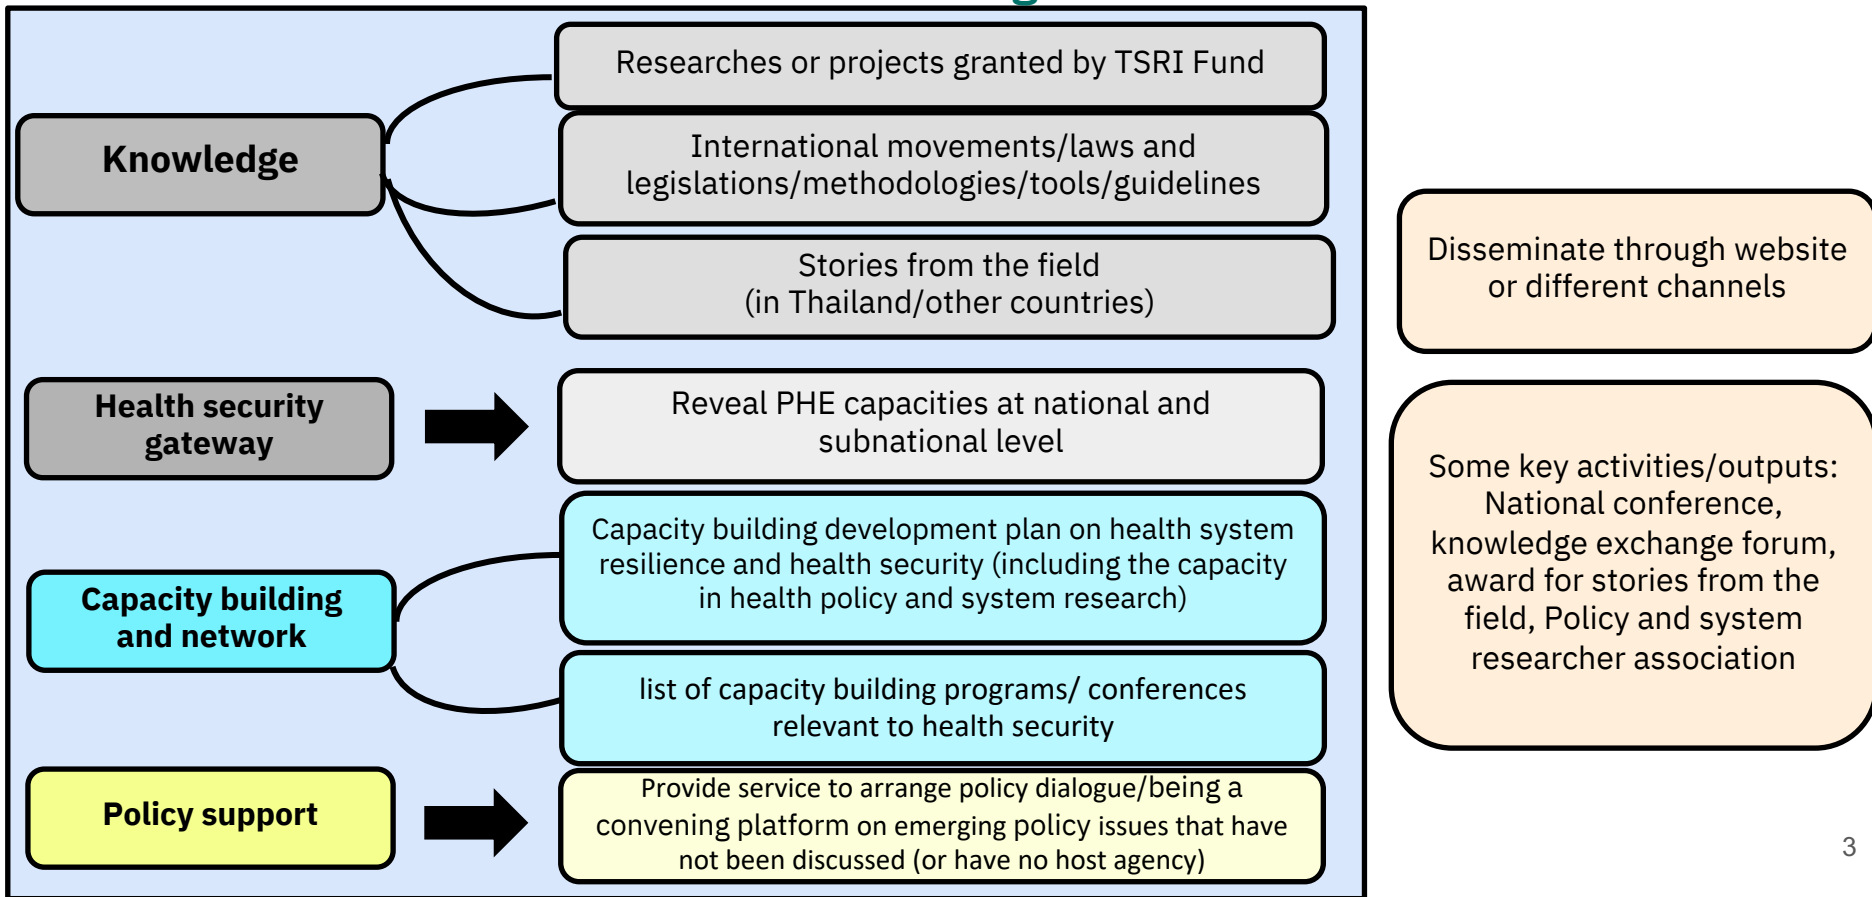 Knowledge
Researches or projects granted by TSRI Fund
International movements/laws and
legislations/methodologies/tools/guidelines
Stories from the field
(in Thailand/other countries)
Health security
gateway
Reveal PHE capacities at national and
subnational level
Capacity building
and network
Capacity building development plan on health system
resilience and health security (including the capacity
in health policy and system research)
list of capacity building programs/ conferences
relevant to health security
Policy support
Provide service to arrange policy dialogue/being a
convening platform on emerging policy issues that have
not been discussed (or have no host agency)
Disseminate through website
or different channels
Some key activities/outputs:
National conference,
knowledge exchange forum,
award for stories from the
field, Policy and system
researcher association
3